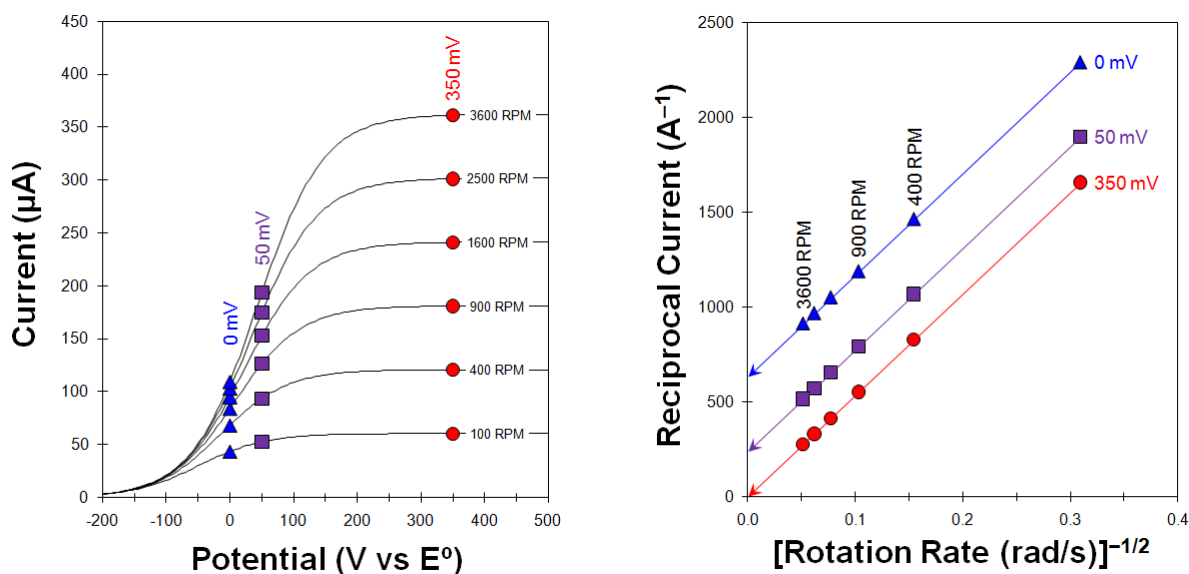 450
400
350
300
250
200
150
100
50
0
Current (µA)
0 mV
50 mV
350 mV
3600 RPM
2500 RPM
1600 RPM
900 RPM
400 RPM
100 RPM
-200 -100 0 100 200 300 400 500
Potential (V vs Eº)
2500
2000
1500
1000
500
0
Reciprocal Current (A⁻¹)
3600 RPM
900 RPM
400 RPM
0 mV
50 mV
350 mV
0.0 0.1 0.2 0.3 0.4
[Rotation Rate (rad/s)]⁻¹/²